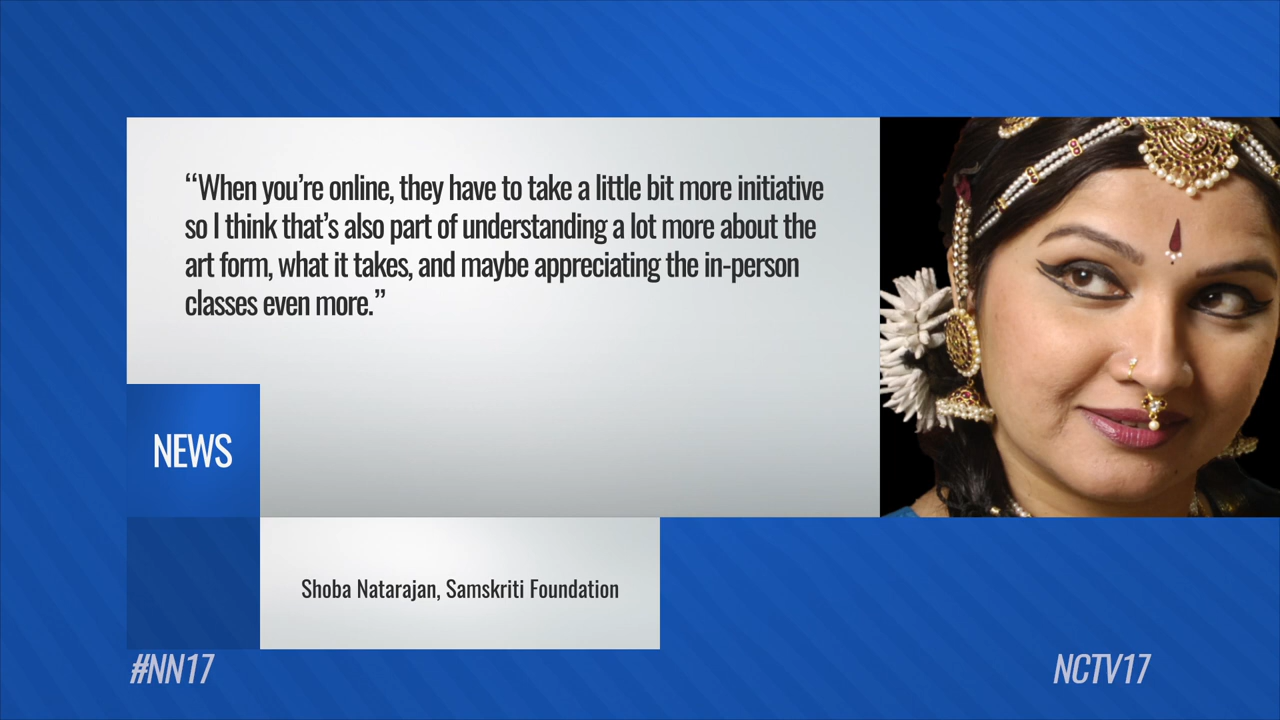 “When you’re online, they have to take a little bit more initiative
so I think that’s also part of understanding a lot more about the
art form, what it takes, and maybe appreciating the in-person
classes even more.”
NEWS
Shoba Natarajan, Samskriti Foundation
#NN17
NCTV17